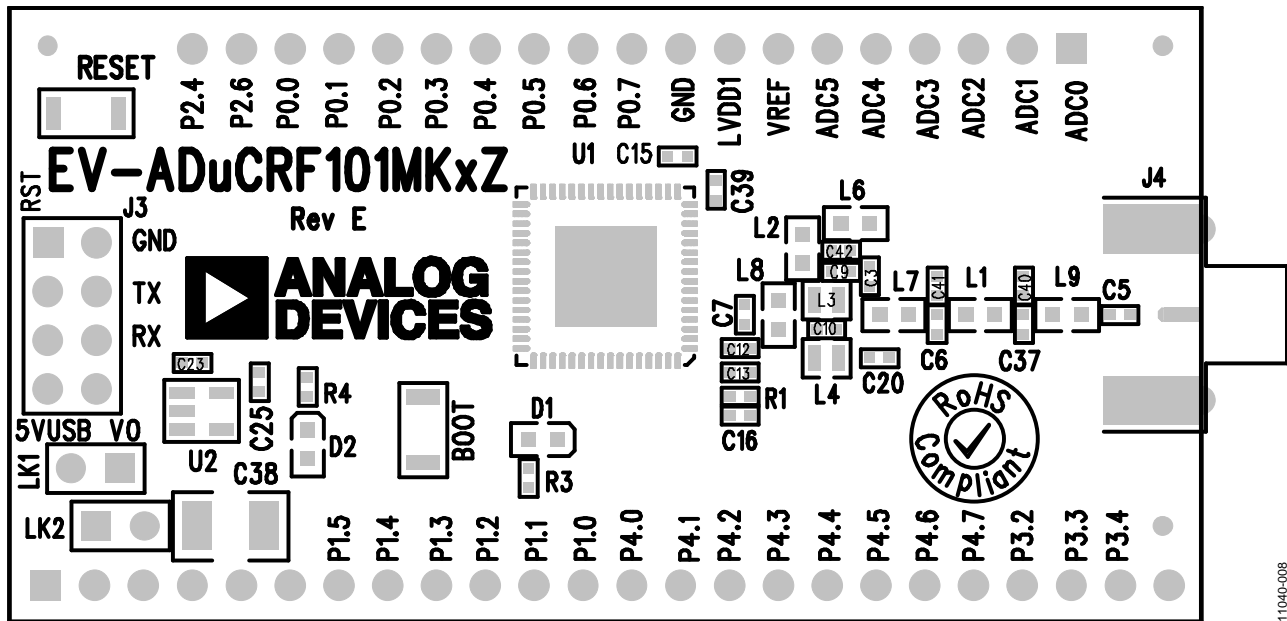 RESET
P2.4 P2.6 P0.0 P0.1 P0.2 P0.3 P0.4 P0.5 P0.6 P0.7 GND LVDD1 VREF ADC5 ADC4 ADC3 ADC2 ADC1 ADC0
EV-ADuCRF101MKxZ
Rev E
U1
C15
C39
RST
J3
GND
TX
RX
ANALOG
DEVICES
L6
L2
C42
C9
C3
L8
L3
C7
C10
L7
C41
L1
C40
L9
C5
J4
C12
C13
R1
C16
L4
C20
C6
C37
RoHS
Compliant
C23
C25
R4
D2
BOOT
D1
R3
5VUSB VO
U2
C38
LK1
LK2
P1.5 P1.4 P1.3 P1.2 P1.1 P1.0 P4.0 P4.1 P4.2 P4.3 P4.4 P4.5 P4.6 P4.7 P3.2 P3.3 P3.4
11040-008